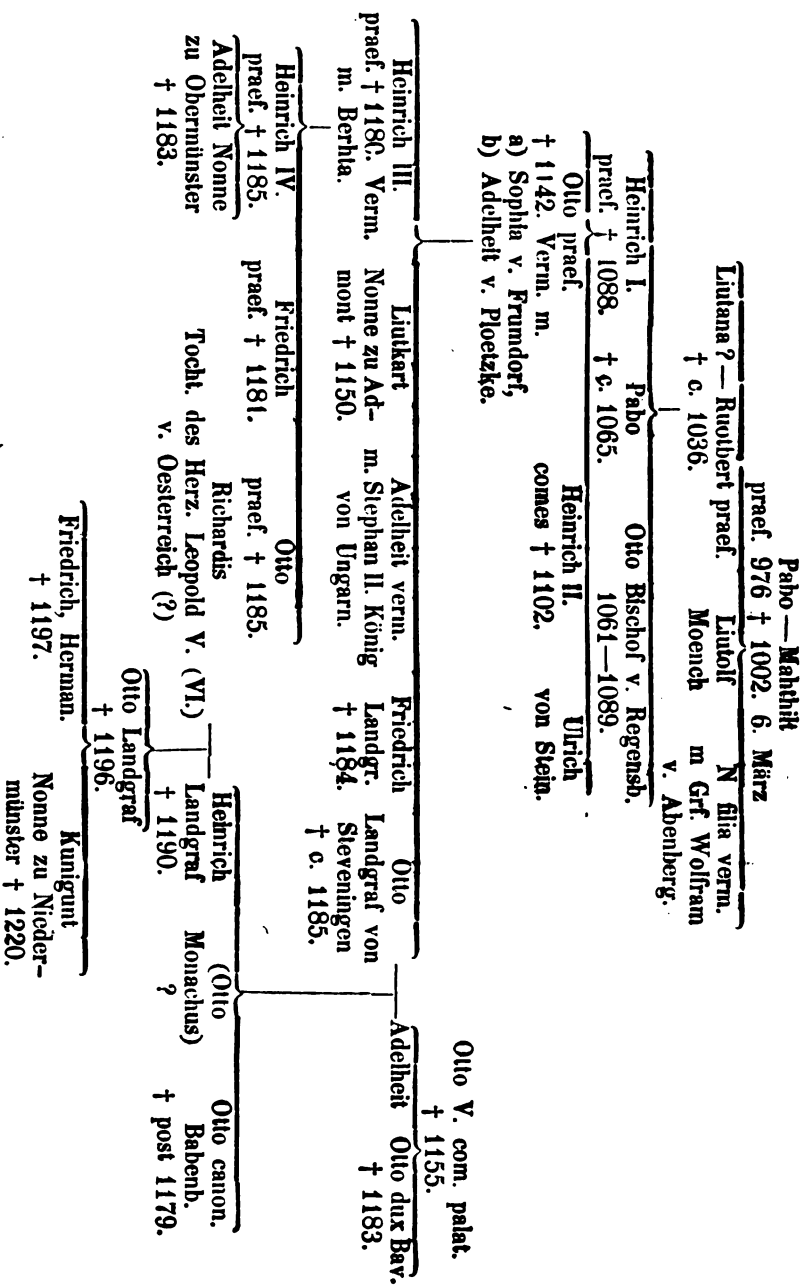 Pabo — Mahthilt
praef. 976 † 1002. 6. März
Liutana? — Ruotbert praef.
† c. 1036.
Liutolf
Moench
N filia verm.
m Grf. Wolfram
v. Abenberg.
Heinrich I.
praef. † 1088.
Pabo
† c. 1065.
Otto Bischof v. Regensb.
1061—1089.
Otto praef.
† 1142. Verm. m.
a) Sophia v. Frumdorf,
b) Adelheit v. Ploetzke.
Heinrich II.
comes † 1102.
Ulrich
von Stein.
Otto V. com. palat.
† 1155.
Heinrich III.
praef. † 1180. Verm.
m. Berhta.
Liutkart
Nonne zu Ad-
mont † 1150.
Adelheit verm.
m. Stephan II. König
von Ungarn.
Friedrich
Landgr.
† 1184.
Otto
Landgraf von
Steveningen
† c. 1185.
Adelheit
Otto dux Bav.
† 1183.
Heinrich IV.
praef. † 1185.
Friedrich
praef. † 1181.
Otto
praef. † 1185.
Adelheit Nonne
zu Obermünster
† 1183.
Richardis
Tocht. des Herz. Leopold V. (VI.)
v. Oesterreich (?)
Heinrich
Landgraf
† 1190.
(Otto
Monachus)
?
Otto canon.
Babenb.
† post 1179.
Otto Landgraf
† 1196.
Friedrich, Herman.
† 1197.
Kunigunt
Nonne zu Nieder-
münster † 1220.